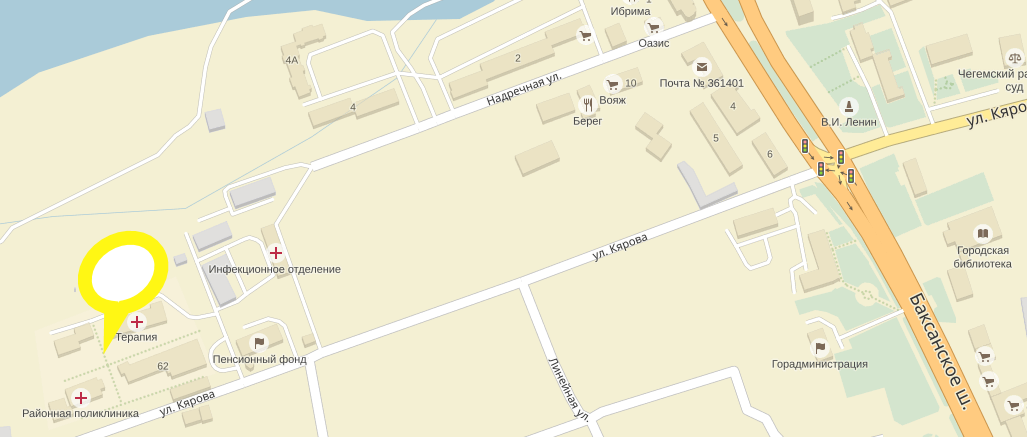 Ибрима
Оазис
4А
2
Надречная ул.
4
Почта № 361401
10
Вояж
Берег
4
5
6
Чегемский ра
суд
В.И. Ленин
ул. Кяро
ул. Кярова
Инфекционное отделение
Городская
библиотека
Терапия
62
Пенсионный фонд
Районная поликлиника
ул. Кярова
Линейная ул.
Горадминистрация
Баксанское ш.